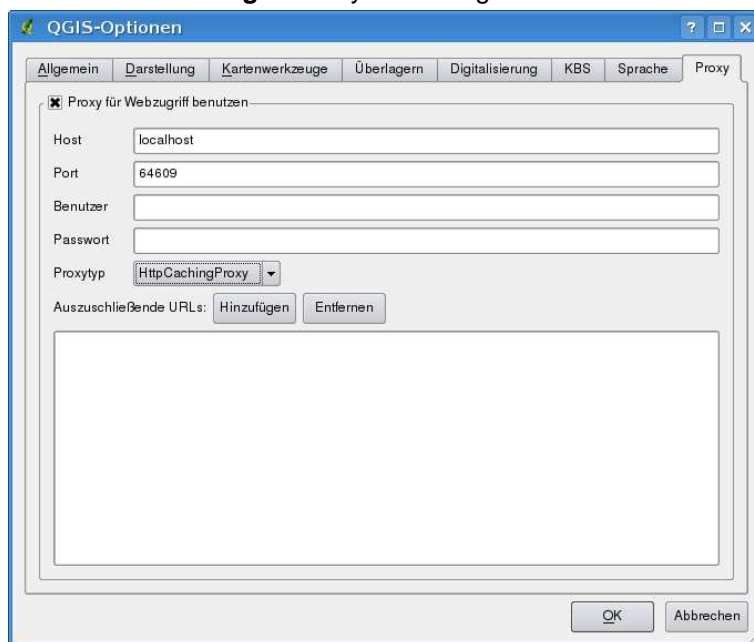 QGIS-Optionen
Allgemein Darstellung Kartenwerkzeuge Überlagern Digitalisierung KBS Sprache Proxy
Proxy für Webzugriff benutzen
Host localhost
Port 64609
Benutzer
Passwort
Proxytyp HttpCachingProxy
Auszuschließende URLs: Hinzufügen Entfernen
OK Abbrechen